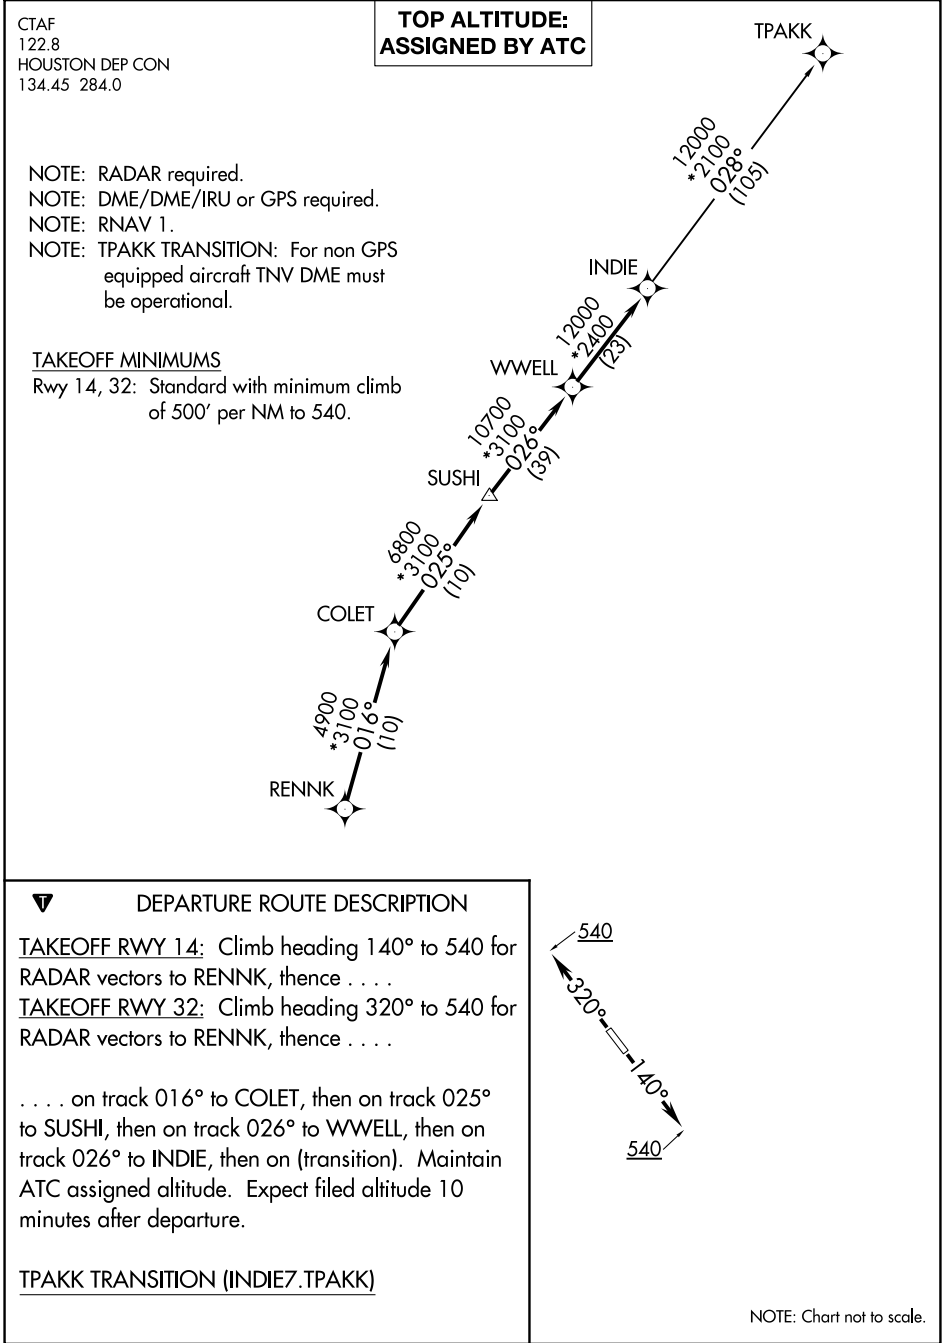 CTAF
122.8
HOUSTON DEP CON
134.45 284.0
TOP ALTITUDE:
ASSIGNED BY ATC
NOTE: RADAR required.
NOTE: DME/DME/IRU or GPS required.
NOTE: RNAV 1.
NOTE: TPAKK TRANSITION: For non GPS
equipped aircraft TNV DME must
be operational.
TAKEOFF MINIMUMS
Rwy 14, 32: Standard with minimum climb
of 500' per NM to 540.
TPAKK
12000
*2100
028°
(105)
INDIE
12000
*2400
(23)
WWELL
10700
*3100
026°
(39)
SUSHI
6800
*3100
025°
(10)
COLET
4900
*3100
016°
(10)
RENNK
T
DEPARTURE ROUTE DESCRIPTION
TAKEOFF RWY 14: Climb heading 140° to 540 for
RADAR vectors to RENNK, thence . . . .
TAKEOFF RWY 32: Climb heading 320° to 540 for
RADAR vectors to RENNK, thence . . . .
. . . . on track 016° to COLET, then on track 025°
to SUSHI, then on track 026° to WWELL, then on
track 026° to INDIE, then on (transition). Maintain
ATC assigned altitude. Expect filed altitude 10
minutes after departure.
TPAKK TRANSITION (INDIE7.TPAKK)
540
320°
140°
540
NOTE: Chart not to scale.